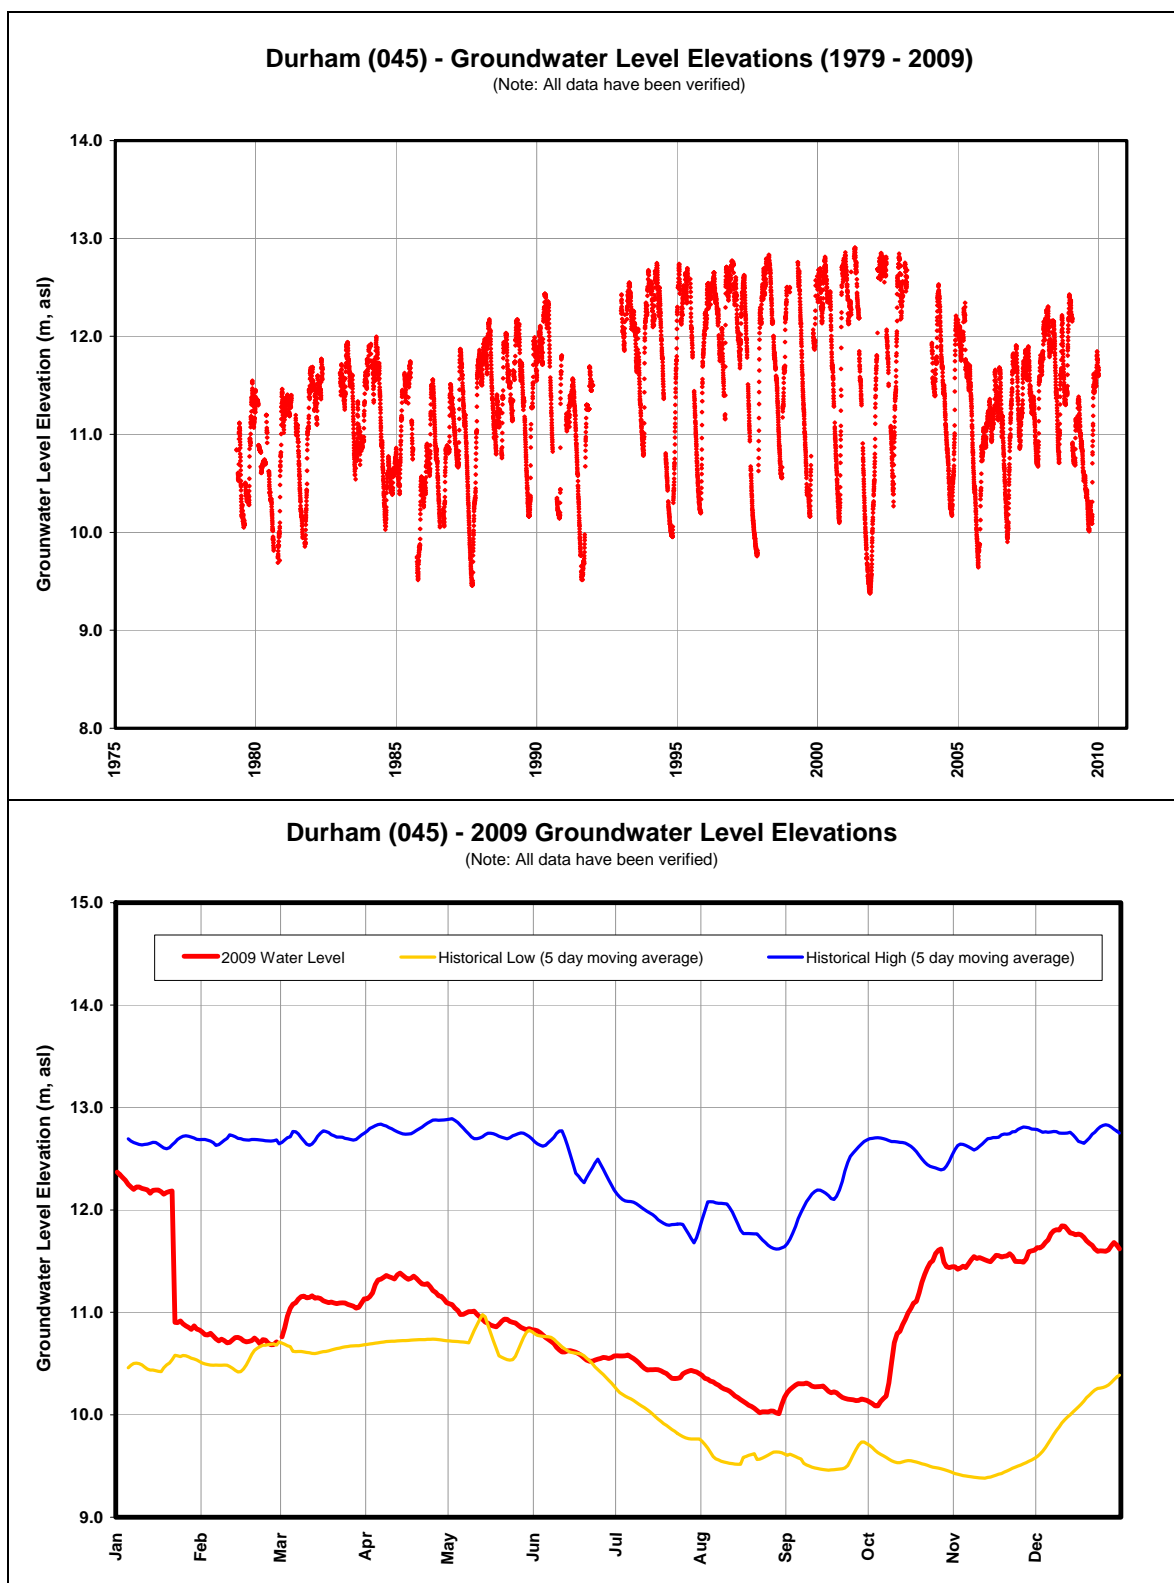 Durham (045) - Groundwater Level Elevations (1979 - 2009)
(Note: All data have been verified)
Grounwater Level Elevation (m, asl)
14.0
13.0
12.0
11.0
10.0
9.0
8.0
1975
1980
1985
1990
1995
2000
2005
2010
Durham (045) - 2009 Groundwater Level Elevations
(Note: All data have been verified)
Groundwater Level Elevation (m, asl)
15.0
14.0
13.0
12.0
11.0
10.0
9.0
2009 Water Level
Historical Low (5 day moving average)
Historical High (5 day moving average)
Jan
Feb
Mar
Apr
May
Jun
Jul
Aug
Sep
Oct
Nov
Dec